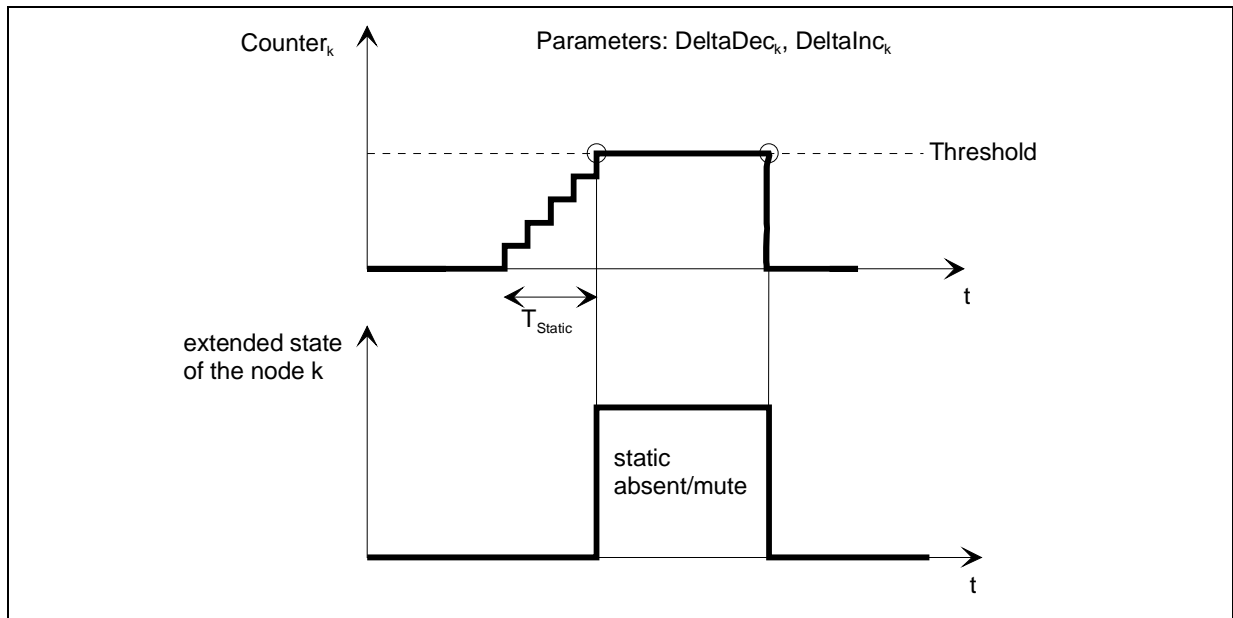 Counterk
Parameters: DeltaDeck, DeltaInck
Threshold
t
TStatic
extended state
of the node k
static
absent/mute
t